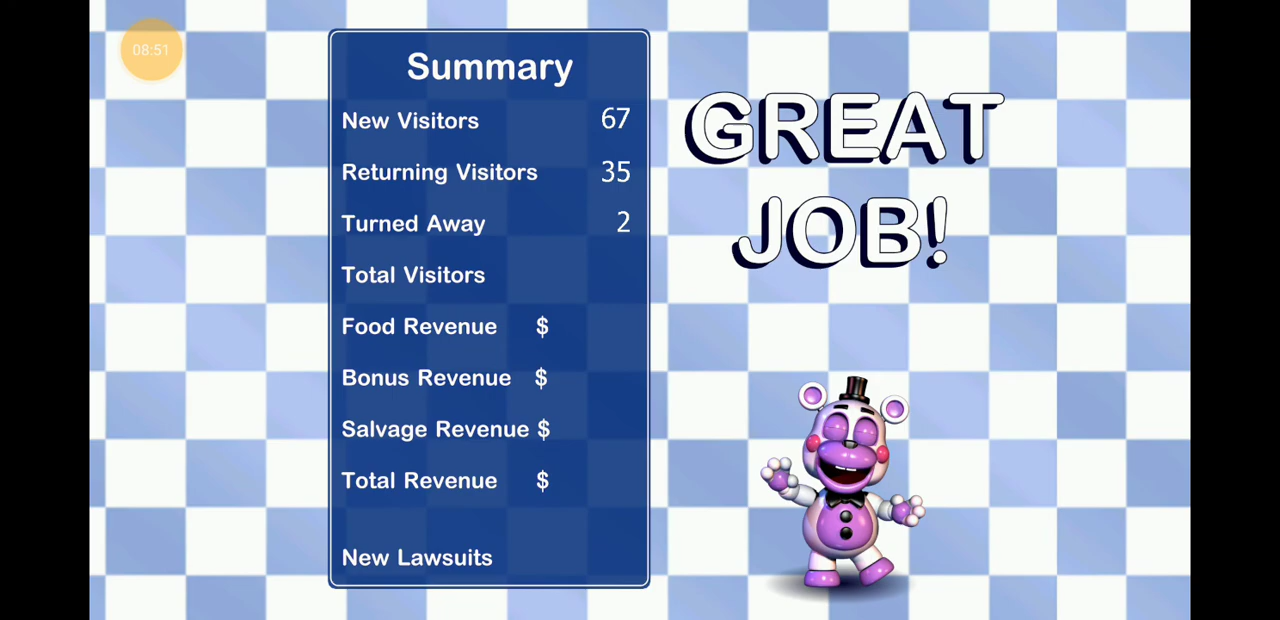 08:51
Summary
New Visitors 67
Returning Visitors 35
Turned Away 2
Total Visitors
Food Revenue $
Bonus Revenue $
Salvage Revenue $
Total Revenue $
New Lawsuits
GREAT
JOB!